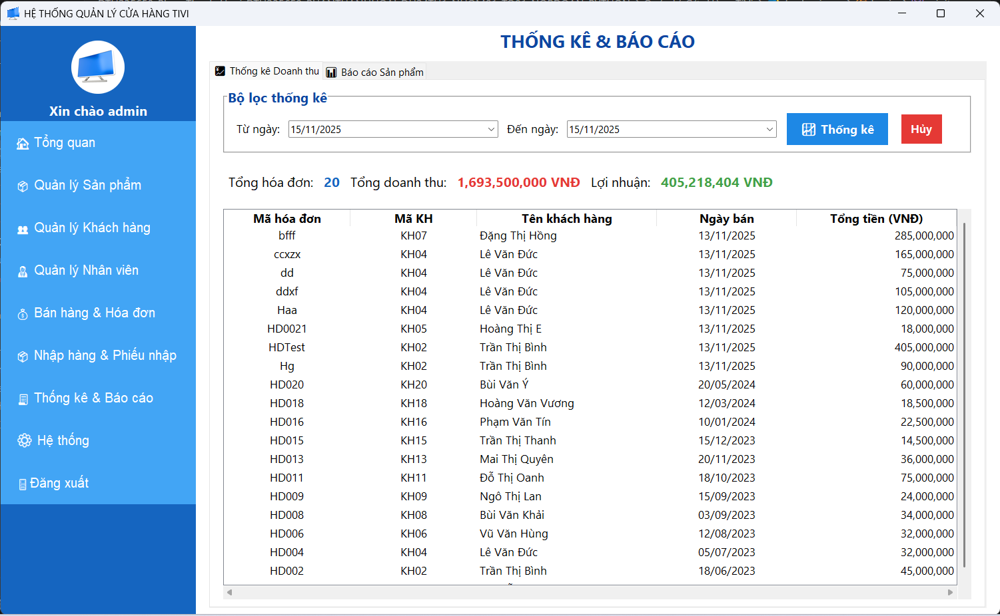 HỆ THỐNG QUẢN LÝ CỬA HÀNG TIVI
Xin chào admin
Tổng quan
Quản lý Sản phẩm
Quản lý Khách hàng
Quản lý Nhân viên
Bán hàng & Hóa đơn
Nhập hàng & Phiếu nhập
Thống kê & Báo cáo
Hệ thống
Đăng xuất
THỐNG KÊ & BÁO CÁO
Thống kê Doanh thu Báo cáo Sản phẩm
Bộ lọc thống kê
Từ ngày: 15/11/2025 Đến ngày: 15/11/2025 Thống kê Hủy
Tổng hóa đơn: 20 Tổng doanh thu: 1,693,500,000 VNĐ Lợi nhuận: 405,218,404 VNĐ
Mã hóa đơn Mã KH Tên khách hàng Ngày bán Tổng tiền (VNĐ)
bfff KH07 Đặng Thị Hồng 13/11/2025 285,000,000
ccxzx KH04 Lê Văn Đức 13/11/2025 165,000,000
dd KH04 Lê Văn Đức 13/11/2025 75,000,000
ddxf KH04 Lê Văn Đức 13/11/2025 105,000,000
Haa KH04 Lê Văn Đức 13/11/2025 120,000,000
HD0021 KH05 Hoàng Thị E 13/11/2025 18,000,000
HDTest KH02 Trần Thị Bình 13/11/2025 405,000,000
Hg KH02 Trần Thị Bình 13/11/2025 90,000,000
HD020 KH20 Bùi Văn Ý 20/05/2024 60,000,000
HD018 KH18 Hoàng Văn Vương 12/03/2024 18,500,000
HD016 KH16 Phạm Văn Tín 10/01/2024 22,500,000
HD015 KH15 Trần Thị Thanh 15/12/2023 14,500,000
HD013 KH13 Mai Thị Quyên 20/11/2023 36,000,000
HD011 KH11 Đỗ Thị Oanh 18/10/2023 75,000,000
HD009 KH09 Ngô Thị Lan 15/09/2023 24,000,000
HD008 KH08 Bùi Văn Khải 03/09/2023 34,000,000
HD006 KH06 Vũ Văn Hùng 12/08/2023 32,000,000
HD004 KH04 Lê Văn Đức 05/07/2023 32,000,000
HD002 KH02 Trần Thị Bình 18/06/2023 45,000,000